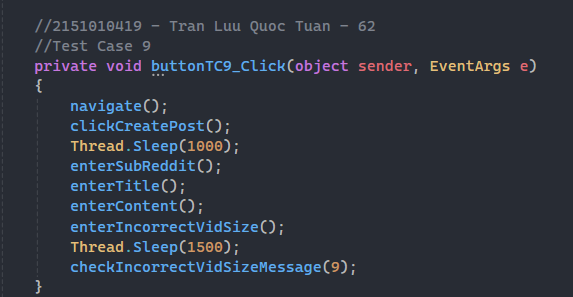 //2151010419 - Tran Luu Quoc Tuan - 62
//Test Case 9
private void buttonTC9_Click(object sender, EventArgs e)
{
navigate();
clickCreatePost();
Thread.Sleep(1000);
enterSubReddit();
enterTitle();
enterContent();
enterIncorrectVidSize();
Thread.Sleep(1500);
checkIncorrectVidSizeMessage(9);
}